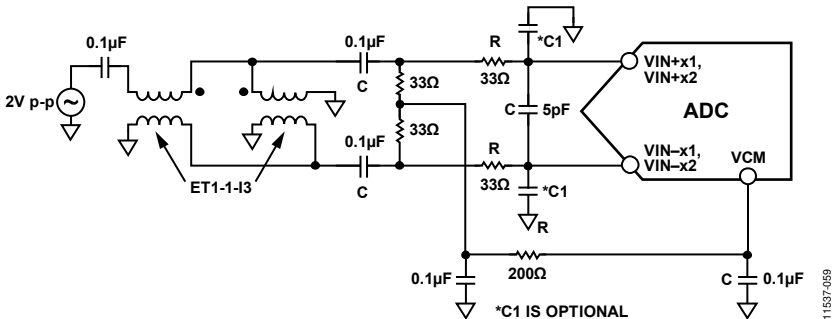 0.1µF
2V p-p
ET1-1-I3
0.1µF
C
33Ω
33Ω
0.1µF
C
R
33Ω
*C1
C 5pF
R
33Ω
*C1
R
VIN+x1,
VIN+x2
ADC
VIN–x1,
VIN–x2
VCM
0.1µF
200Ω
C 0.1µF
*C1 IS OPTIONAL
11537-059